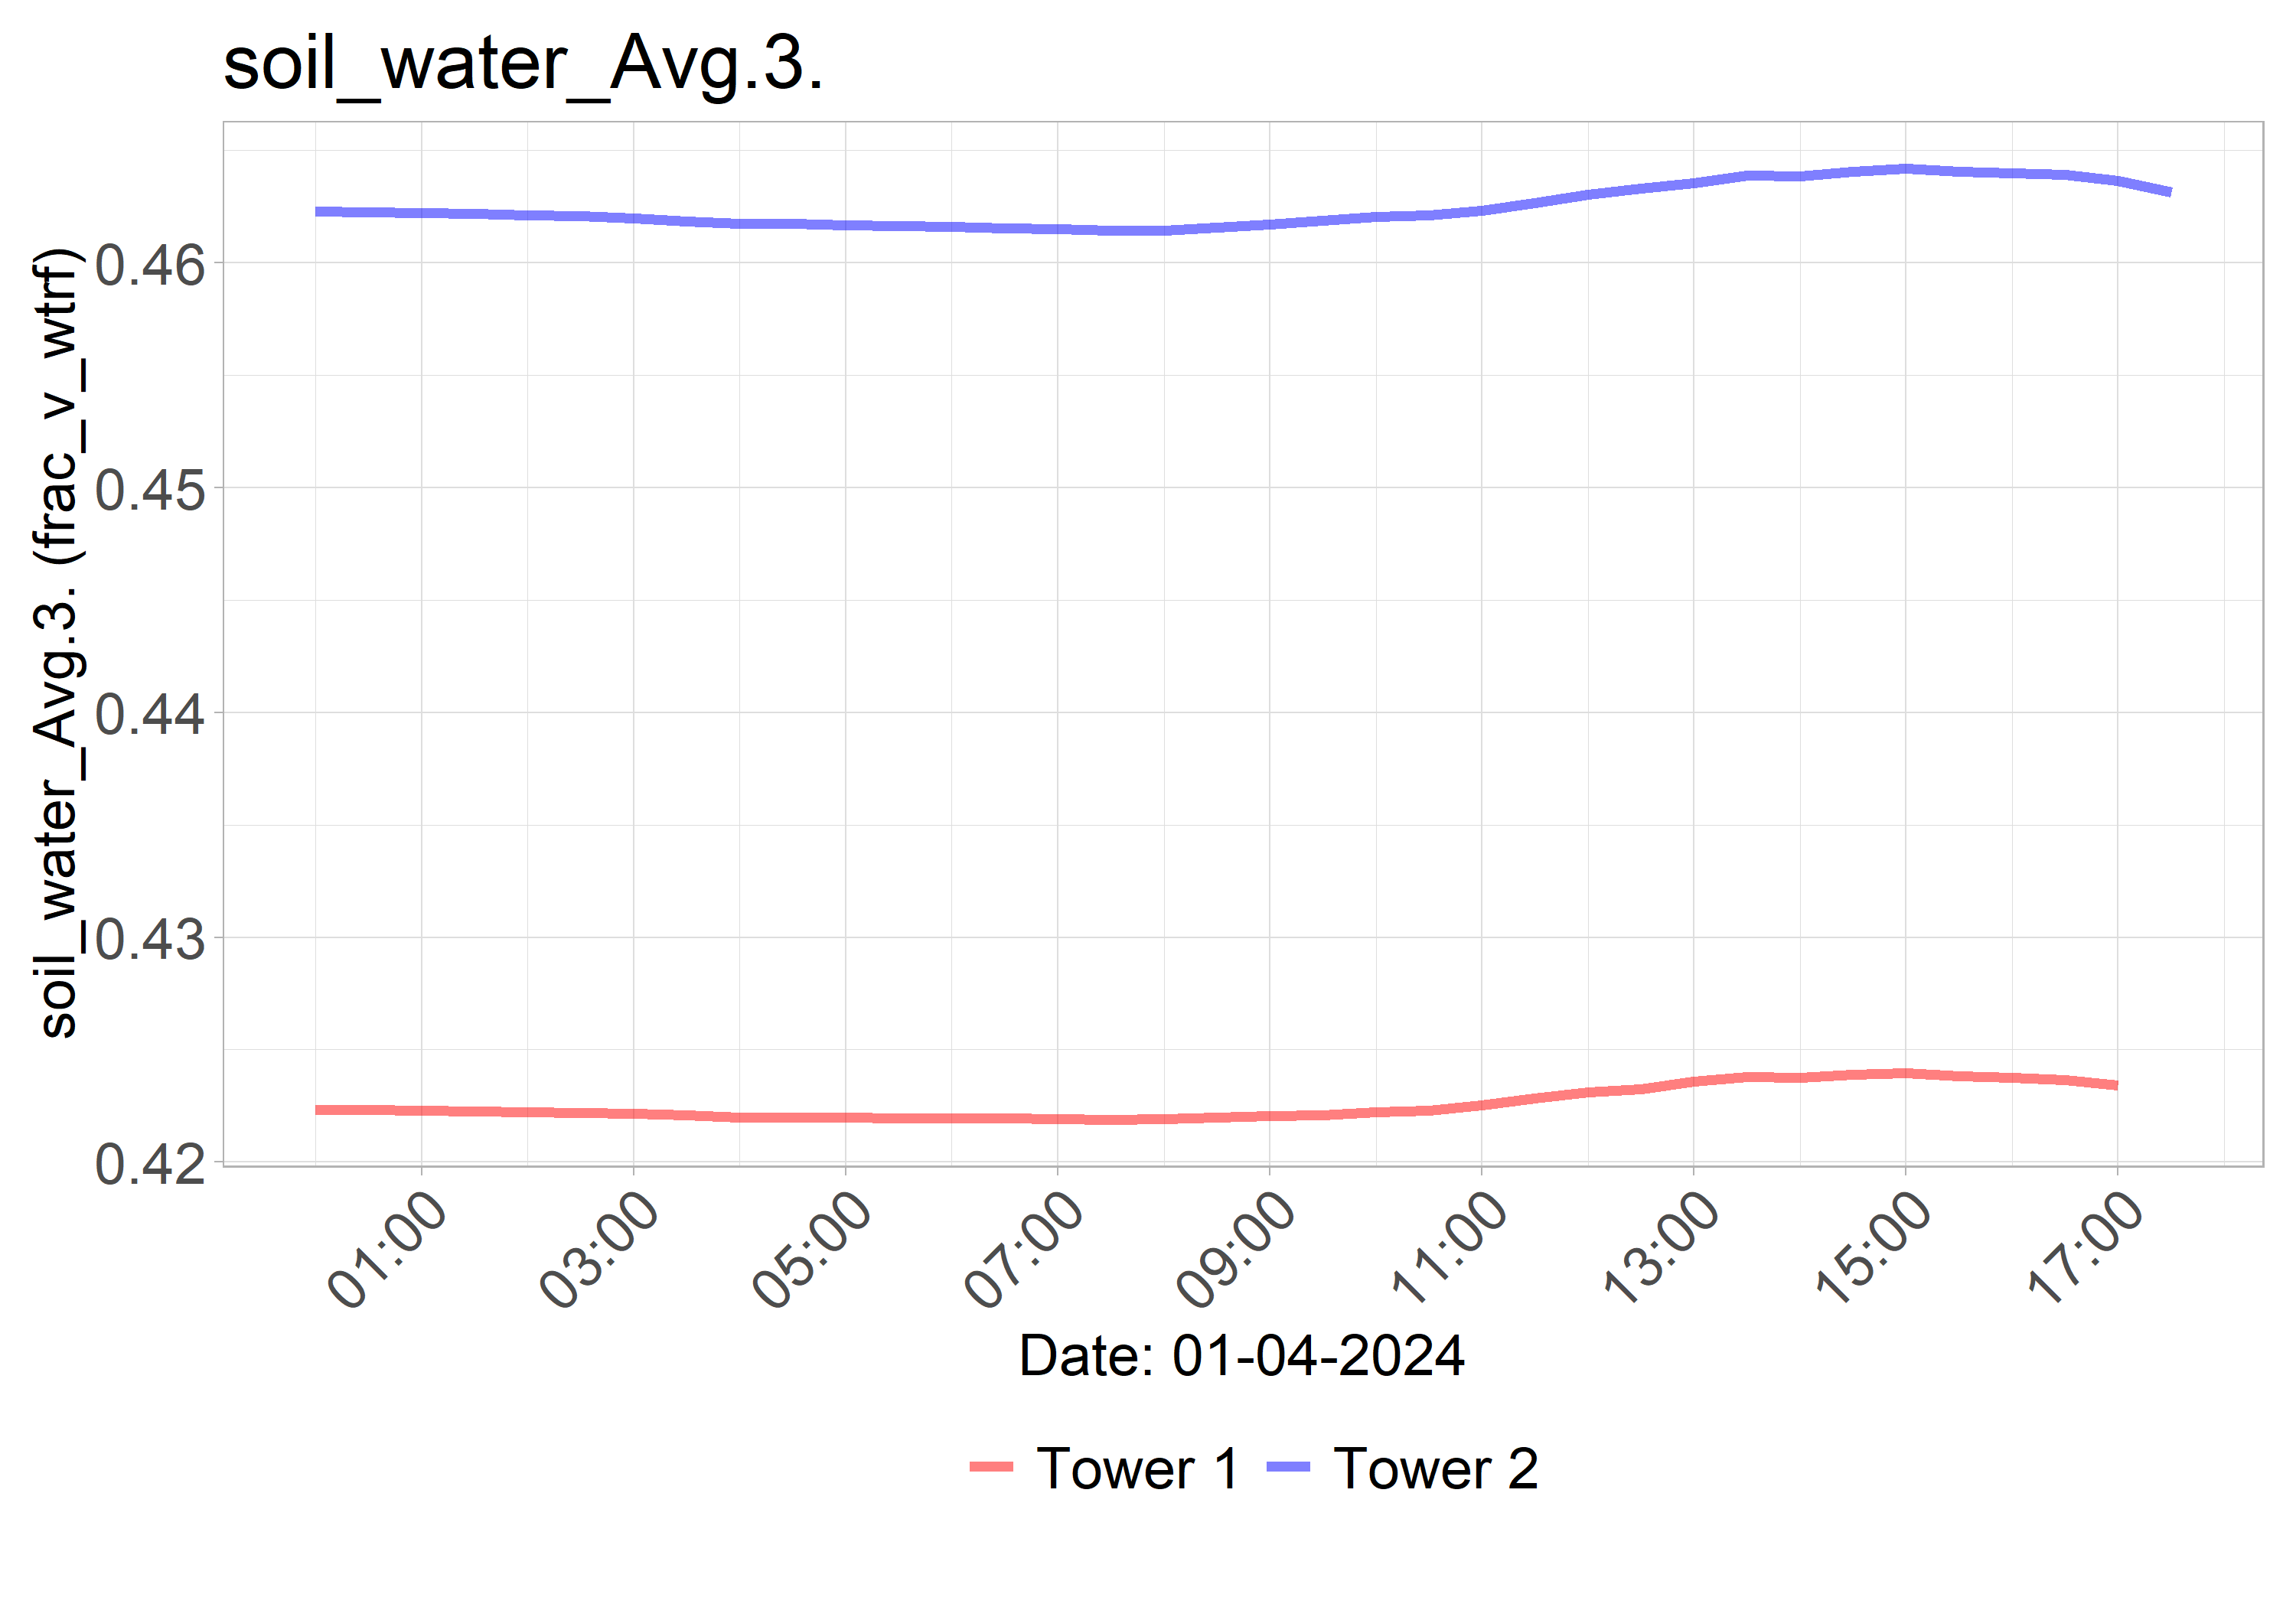 soil_water_Avg.3.
soil_water_Avg.3. (frac_v_wtrf)
0.46
0.45
0.44
0.43
0.42
01:00
03:00
05:00
07:00
09:00
11:00
13:00
15:00
17:00
Date: 01-04-2024
Tower 1
Tower 2